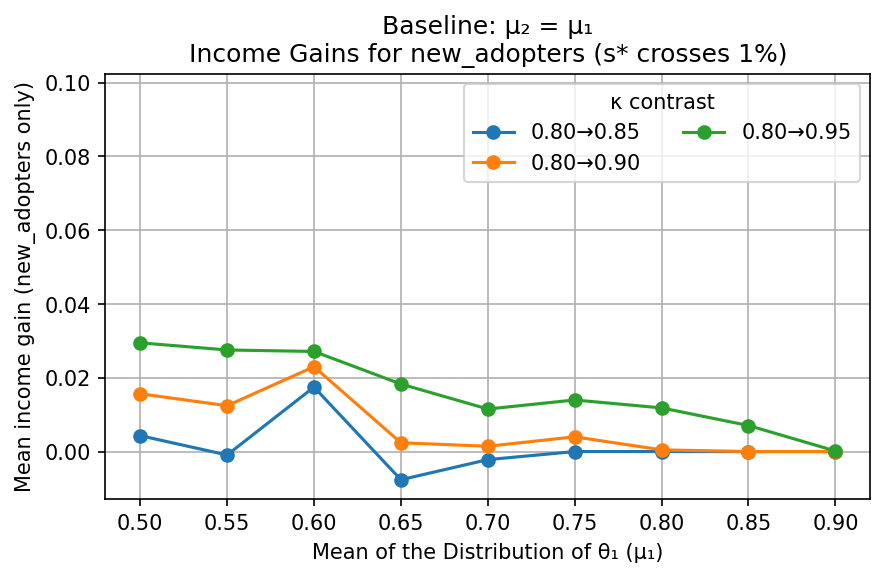 Baseline: μ₂ = μ₁
Income Gains for new_adopters (s* crosses 1%)
Mean income gain (new_adopters only)
0.10
0.08
0.06
0.04
0.02
0.00
κ contrast
0.80→0.85
0.80→0.90
0.80→0.95
0.50 0.55 0.60 0.65 0.70 0.75 0.80 0.85 0.90
Mean of the Distribution of θ₁ (μ₁)